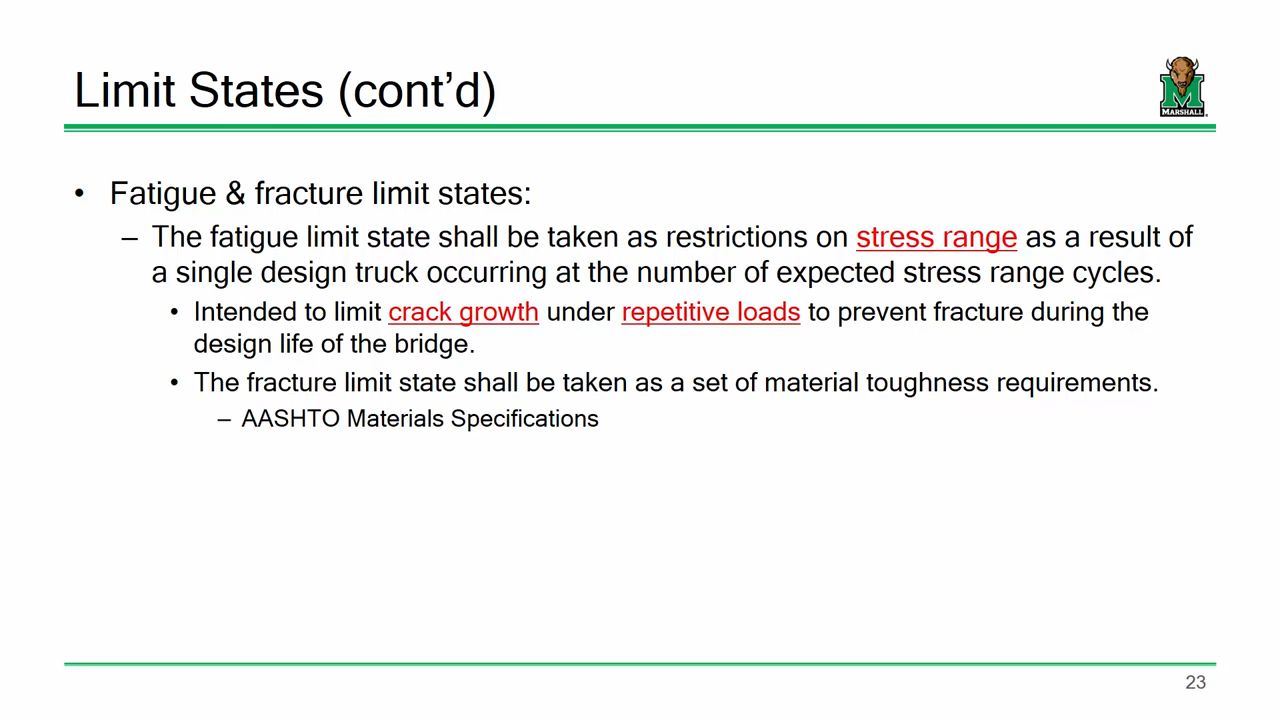 Limit States (cont’d)
MARSHALL
• Fatigue & fracture limit states:
– The fatigue limit state shall be taken as restrictions on stress range as a result of
a single design truck occurring at the number of expected stress range cycles.
• Intended to limit crack growth under repetitive loads to prevent fracture during the
design life of the bridge.
• The fracture limit state shall be taken as a set of material toughness requirements.
– AASHTO Materials Specifications
23